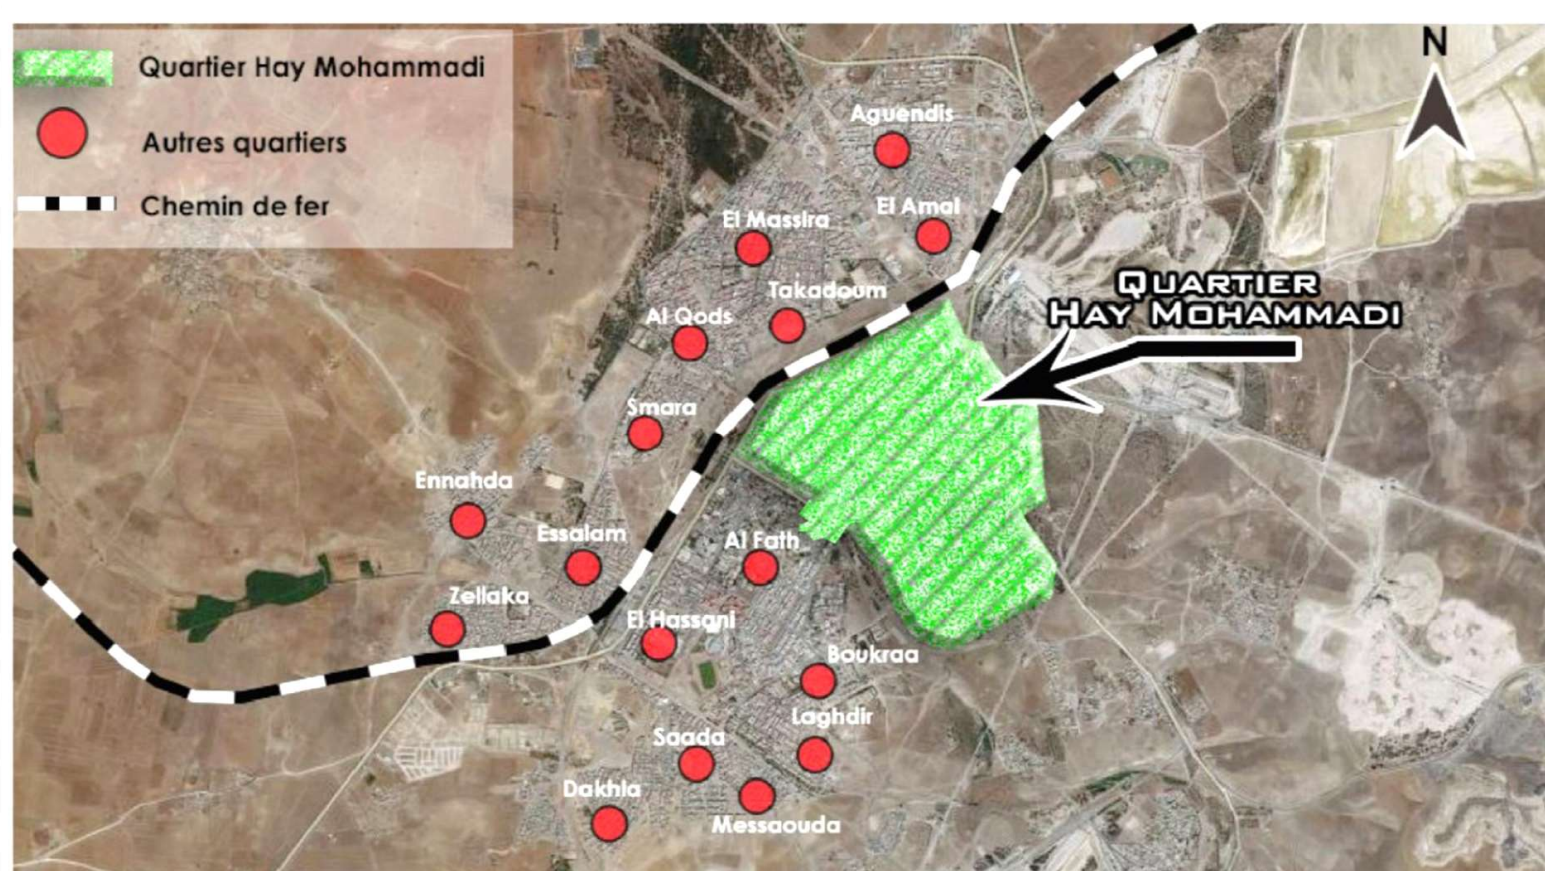 Quartier Hay Mohammadi
Autres quartiers
Chemin de fer
N
Aguendis
El Amal
El Massira
Takadoum
Al Qods
QUARTIER
HAY MOHAMMADI
Smara
Ennahda
Essalam
Al Fath
Zellaka
El Hassani
Boukraa
Laghdir
Saada
Dakhla
Messaouda